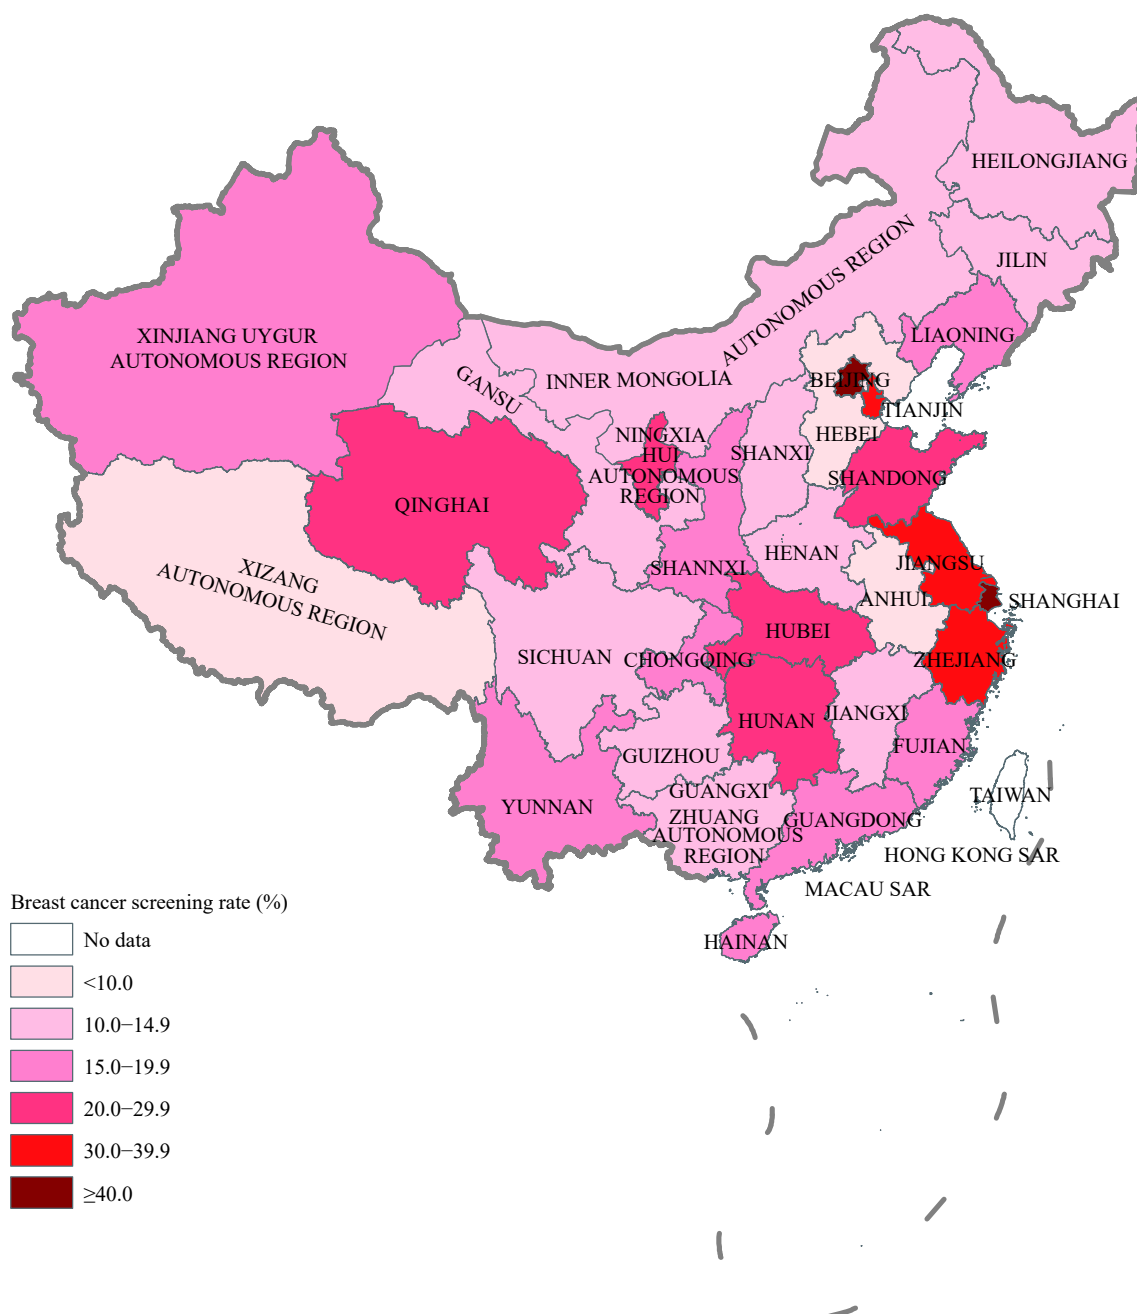 HEILONGJIANG
JILIN
LIAONING
AUTONOMOUS REGION
INNER MONGOLIA
XINJIANG UYGUR
AUTONOMOUS REGION
GANSU
BEIJING
TIANJIN
HEBEI
NINGXIA
HUI
AUTONOMOUS
REGION
SHANXI
SHANDONG
QINGHAI
XIZANG
AUTONOMOUS REGION
SHANNXI
HENAN
JIANGSU
ANHUI
SHANGHAI
SICHUAN
CHONGQING
HUBEI
ZHEJIANG
HUNAN
JIANGXI
FUJIAN
GUIZHOU
YUNNAN
GUANGXI
ZHUANG
AUTONOMOUS
REGION
GUANGDONG
TAIWAN
HONG KONG SAR
MACAU SAR
HAINAN
Breast cancer screening rate (%)
No data
<10.0
10.0−14.9
15.0−19.9
20.0−29.9
30.0−39.9
≥40.0